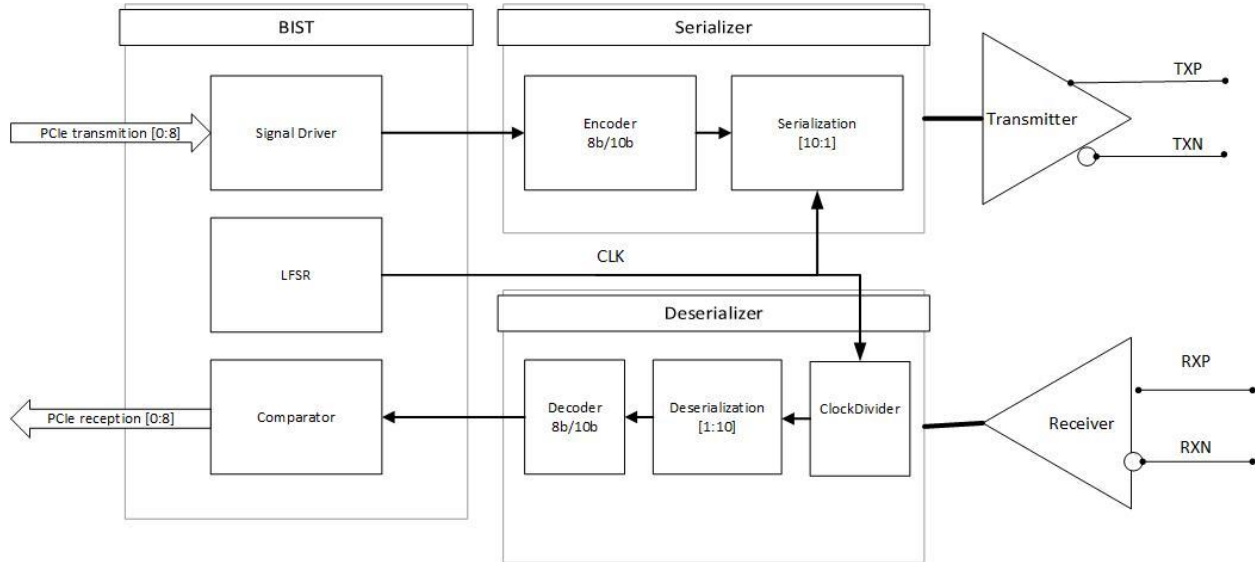 BIST
Serializer
PCIe transmition [0:8]
Signal Driver
Encoder
8b/10b
Serialization
[10:1]
Transmitter
TXP
TXN
LFSR
CLK
Deserializer
PCIe reception [0:8]
Comparator
Decoder
8b/10b
Deserialization
[1:10]
ClockDivider
Receiver
RXP
RXN